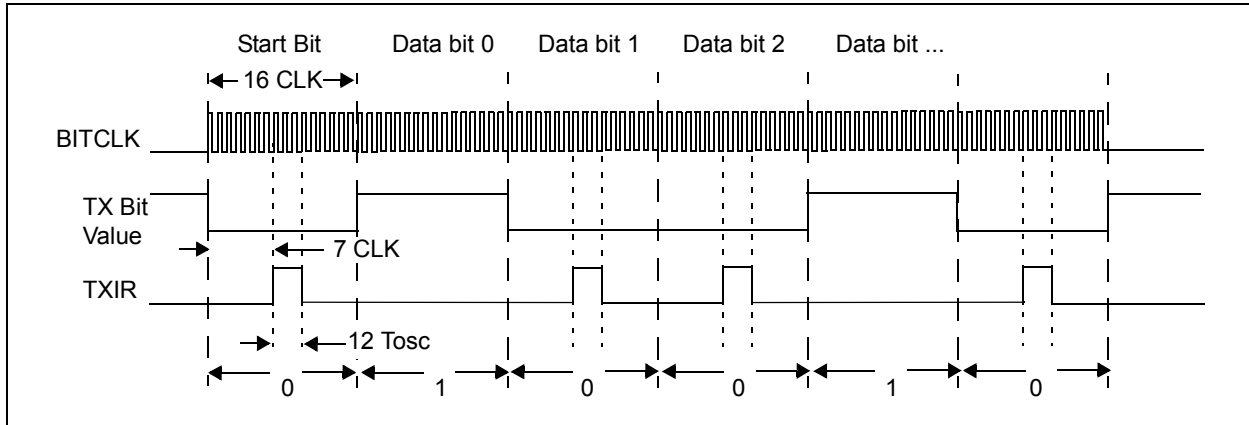 Start Bit Data bit 0 Data bit 1 Data bit 2 Data bit ...
16 CLK
BITCLK
TX Bit
Value
7 CLK
TXIR
12 Tosc
0 1 0 0 1 0